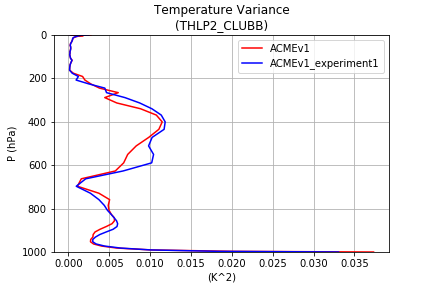 Temperature Variance
(THLP2_CLUBB)
ACMEv1
ACMEv1_experiment1
0
200
400
600
800
1000
P (hPa)
0.000 0.005 0.010 0.015 0.020 0.025 0.030 0.035
(K^2)